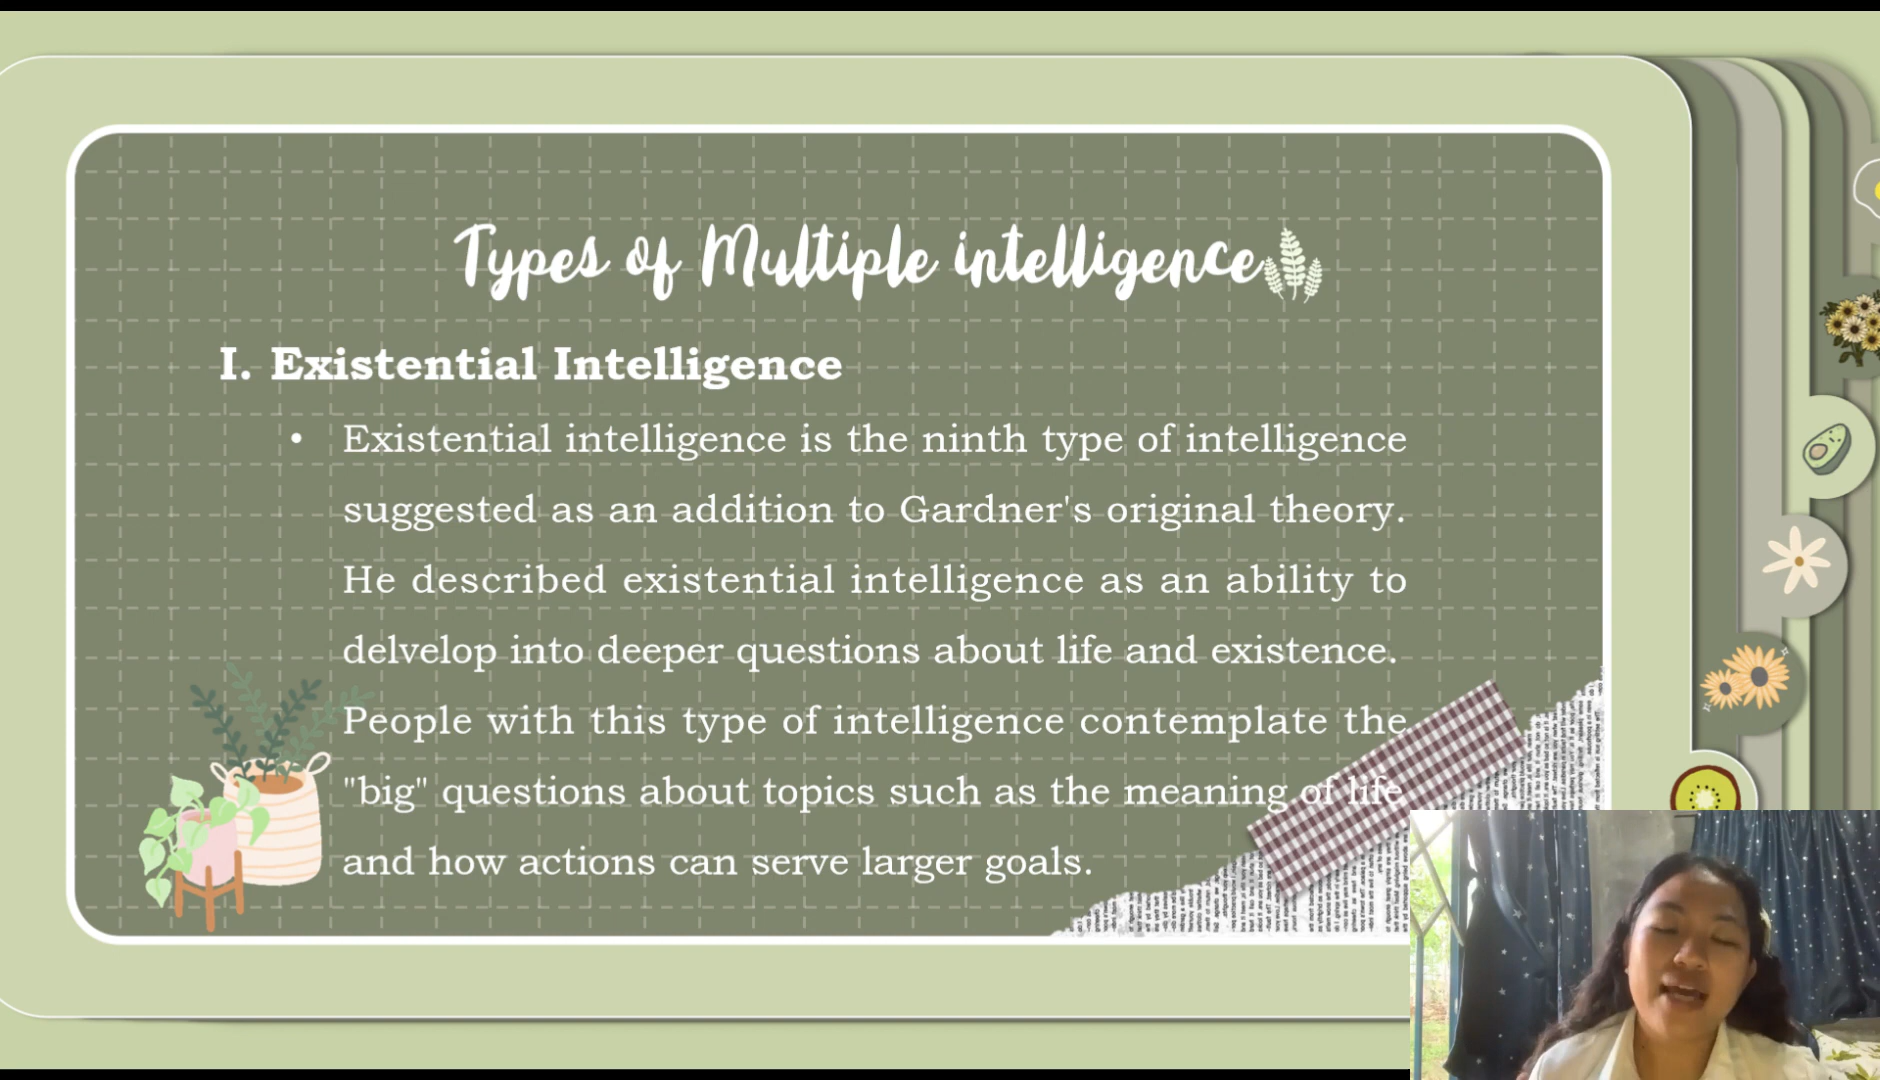 Types of Multiple intelligence
I. Existential Intelligence
• Existential intelligence is the ninth type of intelligence
suggested as an addition to Gardner's original theory.
He described existential intelligence as an ability to
delvelop into deeper questions about life and existence.
People with this type of intelligence contemplate the
"big" questions about topics such as the meaning of life
and how actions can serve larger goals.